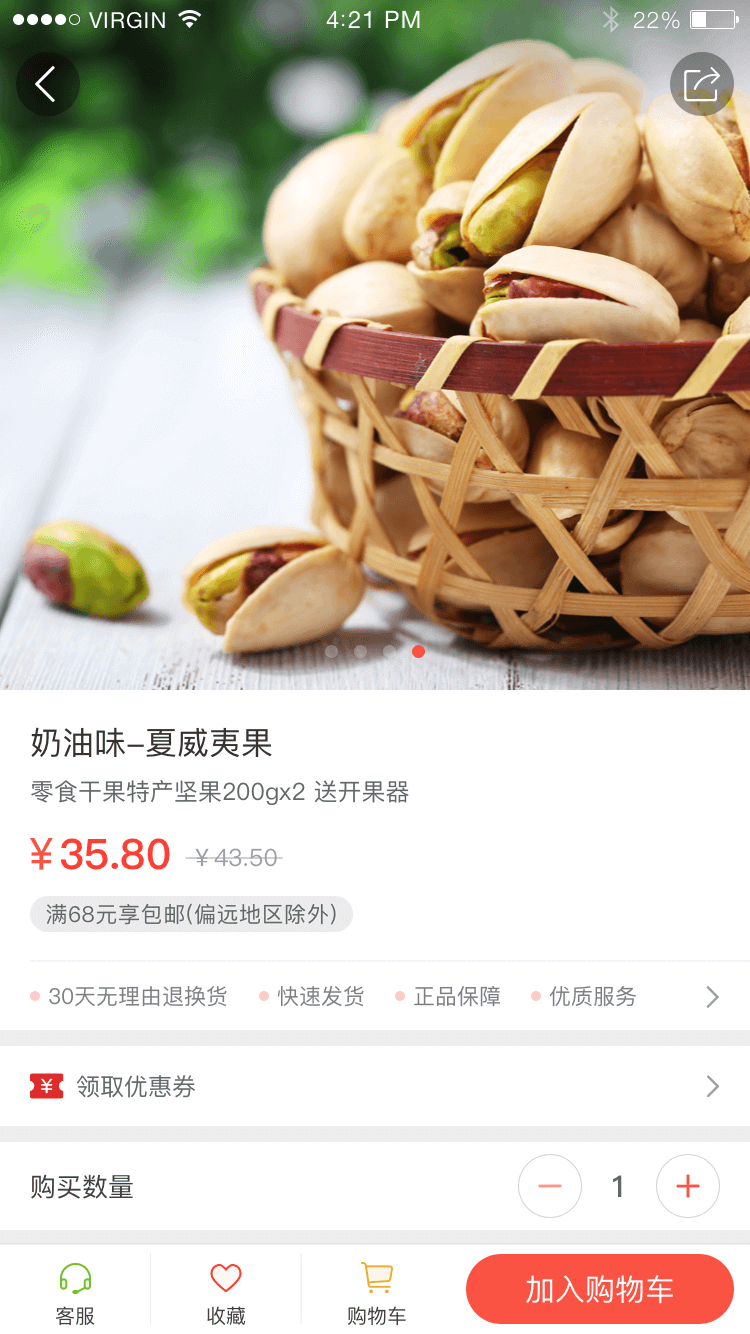 VIRGIN 4:21 PM 22%
奶油味–夏威夷果
零食干果特产坚果200gx2 送开果器
¥35.80 ¥43.50
满68元享包邮(偏远地区除外)
30天无理由退换货 快速发货 正品保障 优质服务
¥ 领取优惠券
购买数量 1
客服 收藏 购物车 加入购物车